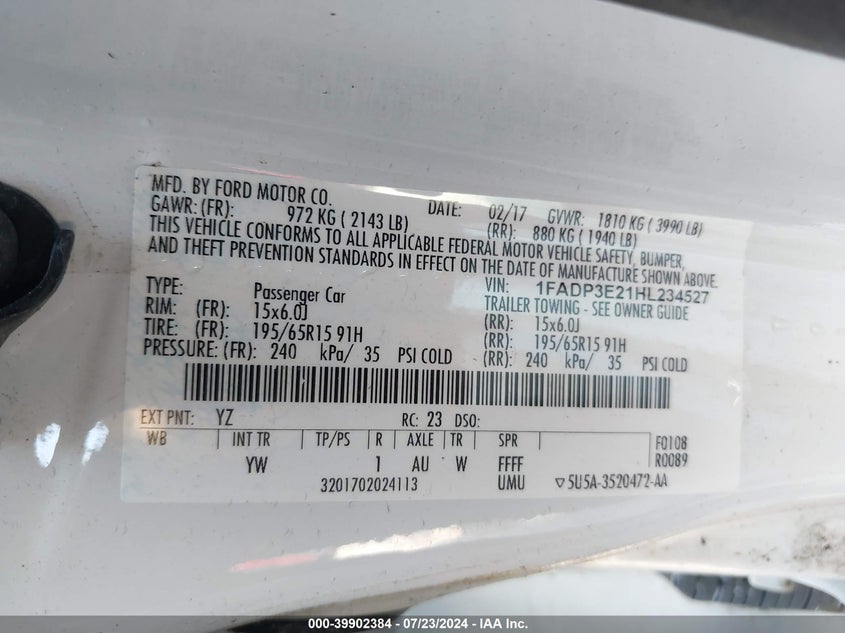 MFD. BY FORD MOTOR CO. DATE: 02/17 GVWR: 1810 KG ( 3990 LB)
GAWR: (FR): 972 KG ( 2143 LB) (RR): 880 KG ( 1940 LB)
THIS VEHICLE CONFORMS TO ALL APPLICABLE FEDERAL MOTOR VEHICLE SAFETY, BUMPER,
AND THEFT PREVENTION STANDARDS IN EFFECT ON THE DATE OF MANUFACTURE SHOWN ABOVE.
VIN: 1FADP3E21HL234527
TYPE: Passenger Car TRAILER TOWING - SEE OWNER GUIDE
RIM: (FR): 15x6.0J (RR): 15x6.0J
TIRE: (FR): 195/65R15 91H (RR): 195/65R15 91H
PRESSURE: (FR): 240 kPa/ 35 PSI COLD (RR): 240 kPa/ 35 PSI COLD
EXT PNT: YZ RC: 23 DSO:
WB INT TR TP/PS R AXLE TR SPR F0108
YW 1 AU W FFFF R0089
3201702024113 UMU ▽5U5A-3520472-AA
000-39902384 - 07/23/2024 - IAA Inc.